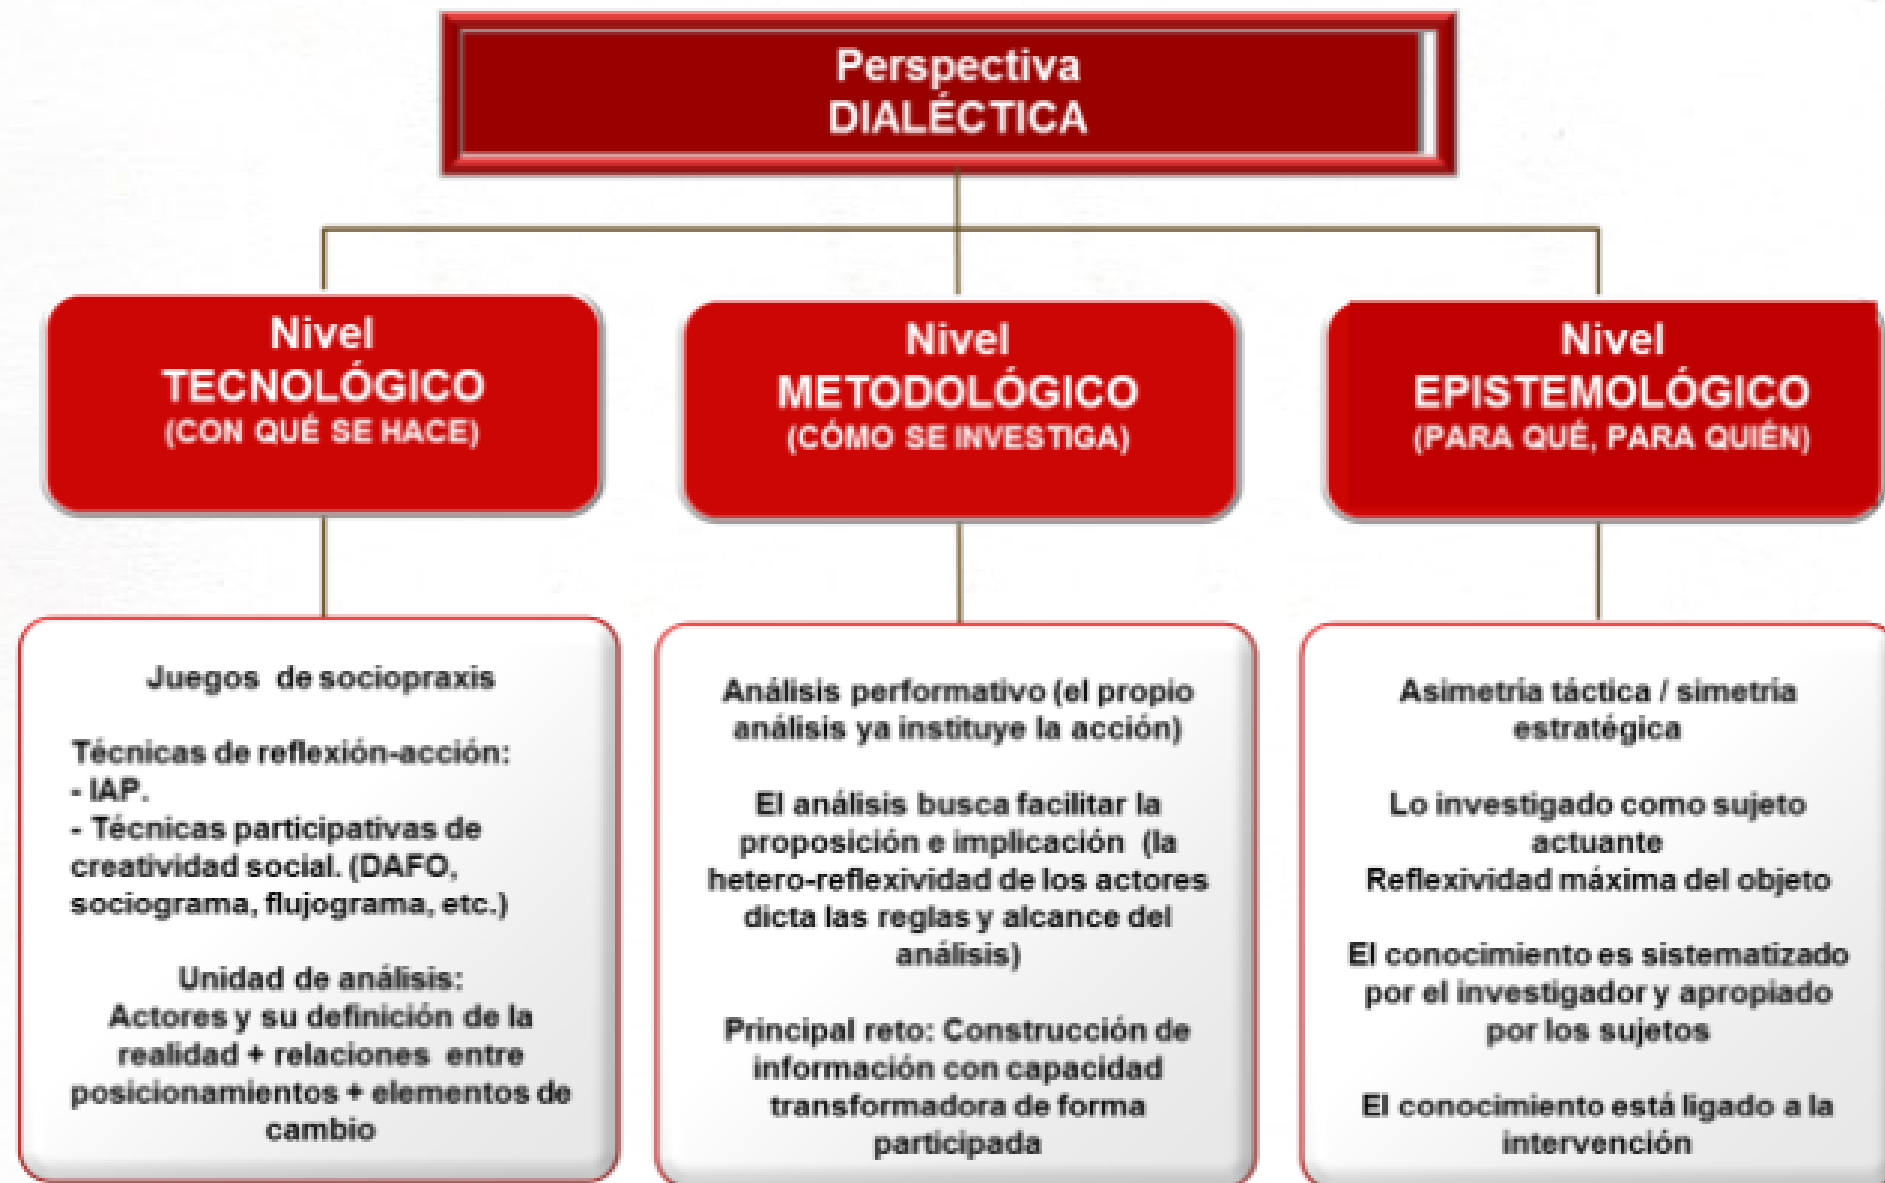 Perspectiva
DIALÉCTICA
Nivel
TECNOLÓGICO
(CON QUÉ SE HACE)
Nivel
METODOLÓGICO
(CÓMO SE INVESTIGA)
Nivel
EPISTEMOLÓGICO
(PARA QUÉ, PARA QUIÉN)
Juegos de sociopraxis
Técnicas de reflexión-acción:
- IAP.
- Técnicas participativas de
creatividad social. (DAFO,
sociograma, flujograma, etc.)
Unidad de análisis:
Actores y su definición de la
realidad + relaciones entre
posicionamientos + elementos de
cambio
Análisis performativo (el propio
análisis ya instituye la acción)
El análisis busca facilitar la
proposición e implicación (la
hetero-reflexividad de los actores
dicta las reglas y alcance del
análisis)
Principal reto: Construcción de
información con capacidad
transformadora de forma
participada
Asimetría táctica / simetría
estratégica
Lo investigado como sujeto
actuante
Reflexividad máxima del objeto
El conocimiento es sistematizado
por el investigador y apropiado
por los sujetos
El conocimiento está ligado a la
intervención